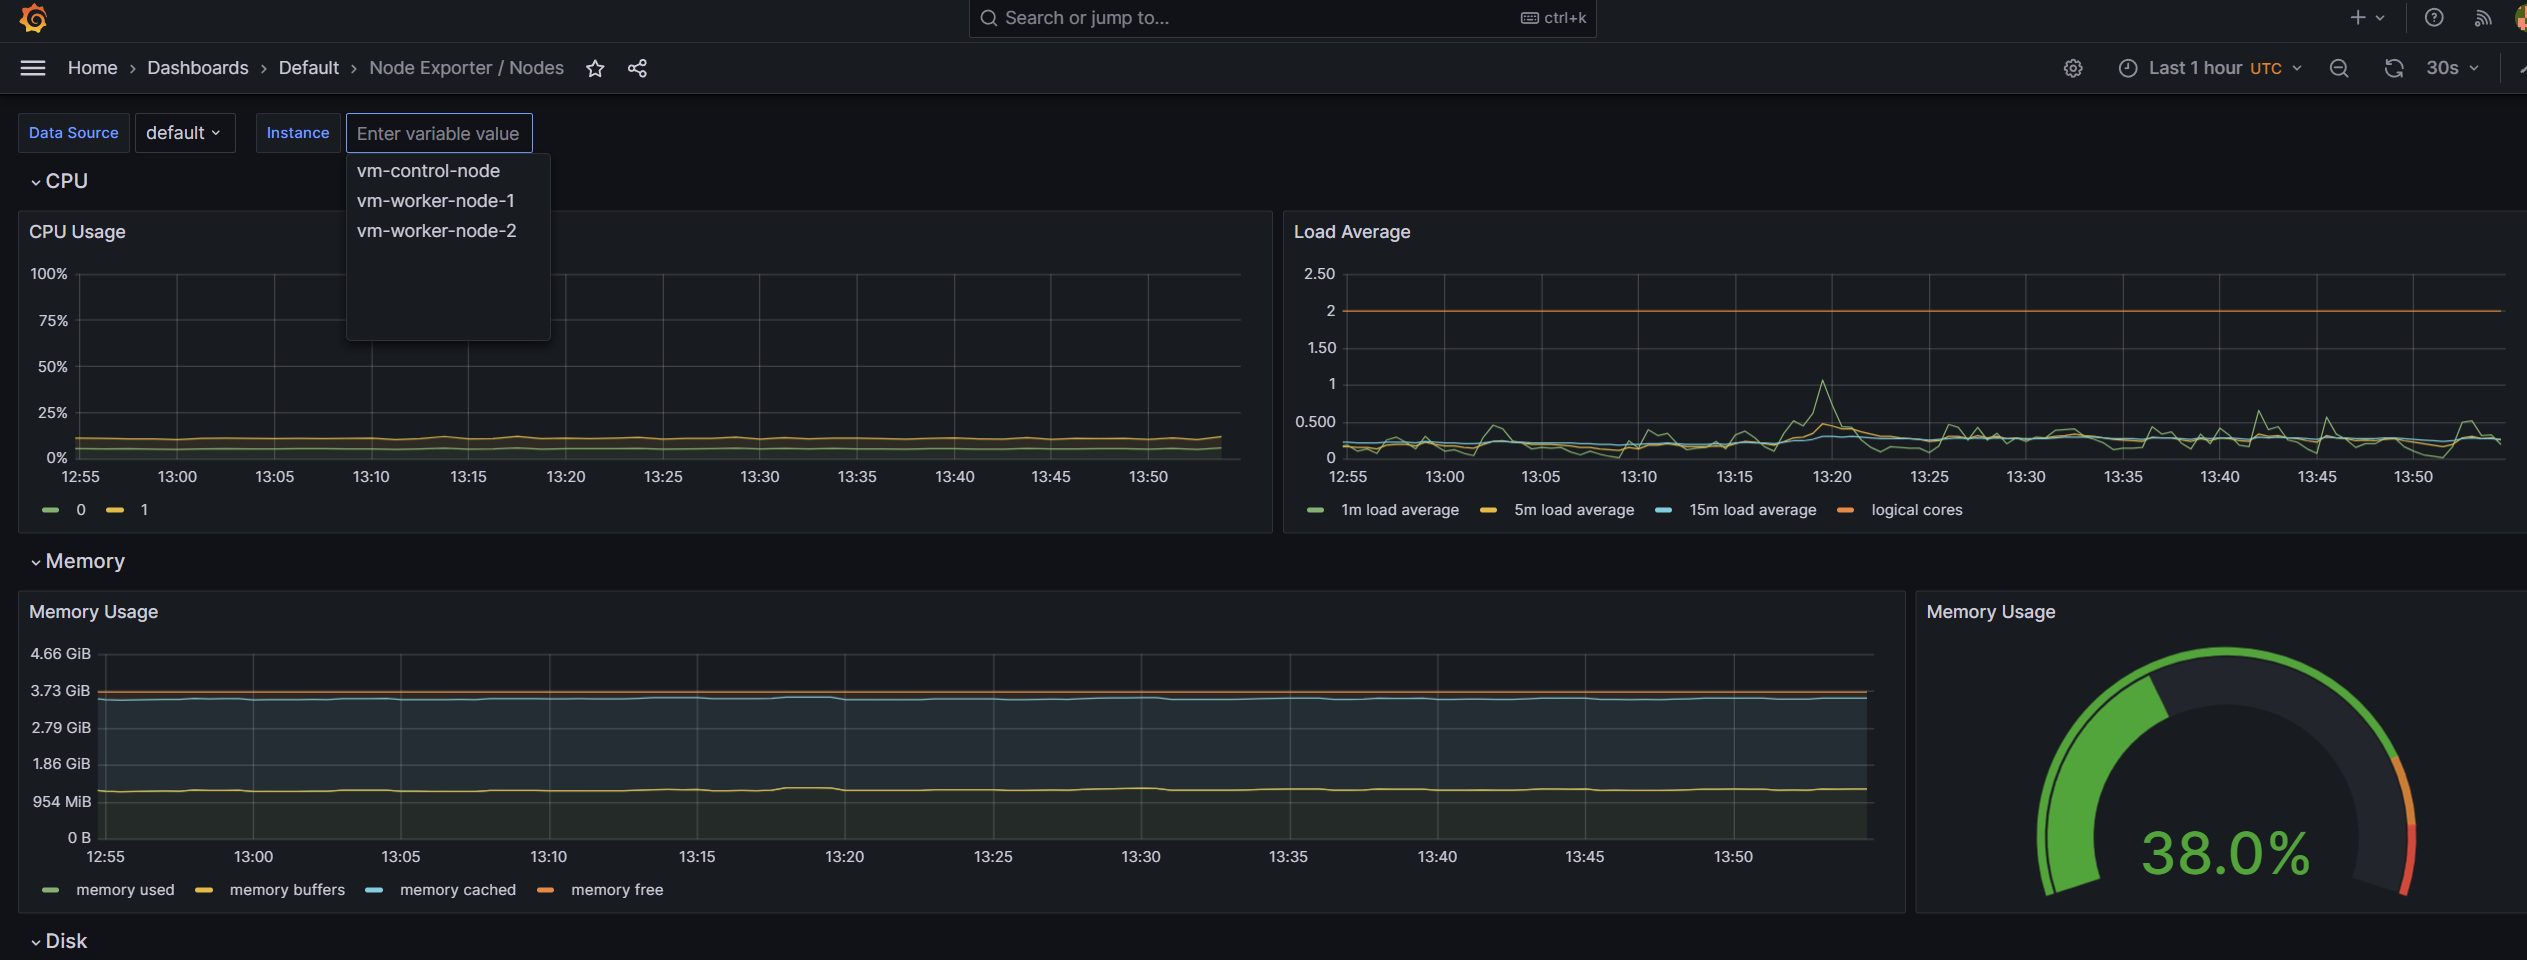 Search or jump to... ctrl+k
Home › Dashboards › Default › Node Exporter / Nodes
Last 1 hour UTC 30s
Data Source default Instance Enter variable value
vm-control-node
vm-worker-node-1
vm-worker-node-2
CPU
CPU Usage
100%
75%
50%
25%
0%
12:55 13:00 13:05 13:10 13:15 13:20 13:25 13:30 13:35 13:40 13:45 13:50
0 1
Load Average
2.50
2
1.50
1
0.500
0
12:55 13:00 13:05 13:10 13:15 13:20 13:25 13:30 13:35 13:40 13:45 13:50
1m load average 5m load average 15m load average logical cores
Memory
Memory Usage
4.66 GiB
3.73 GiB
2.79 GiB
1.86 GiB
954 MiB
0 B
12:55 13:00 13:05 13:10 13:15 13:20 13:25 13:30 13:35 13:40 13:45 13:50
memory used memory buffers memory cached memory free
Memory Usage
38.0%
Disk